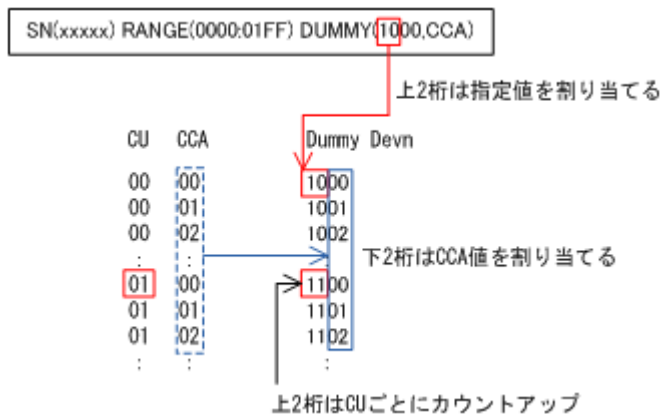 SN(xxxxx) RANGE(0000:01FF) DUMMY(1000,CCA)
上2桁は指定値を割り当てる
CU CCA Dummy Devn
00 00 1000
00 01 1001
00 02 1002
: : :
下2桁はCCA値を割り当てる
01 00 1100
01 01 1101
01 02 1102
: : :
上2桁はCUごとにカウントアップ